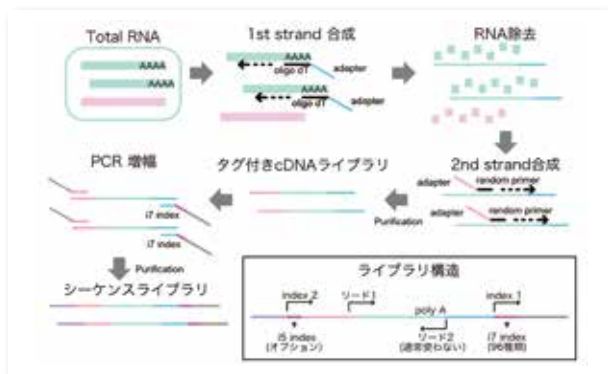 Total RNA
1st strand 合成
RNA除去
AAAA
AAAA
AAAA
oligo dT
adapter
AAAA
oligo dT
adapter
PCR 増幅
タグ付きcDNAライブラリ
2nd strand合成
adapter
random primer
adapter
random primer
i7 index
i7 index
Purification
Purification
シーケンスライブラリ
ライブラリ構造
index 2
リード1
poly A
index 1
i5 index
(オプション)
リード2
(通常使わない)
i7 index
(96種類)